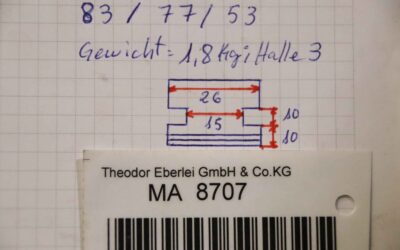 83 / 77 / 53
Gewicht = 1,8 Kg; Halle 3
26
15
10
10
Theodor Eberlei GmbH & Co.KG
MA 8707